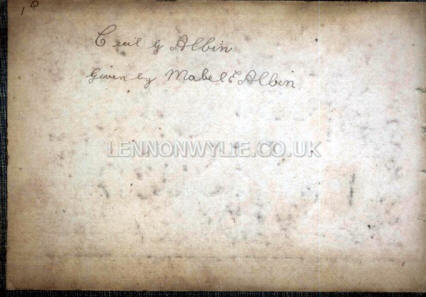 Cecil G Albin
Given by Mabel E Albin
LENNONWYLIE.CO.UK